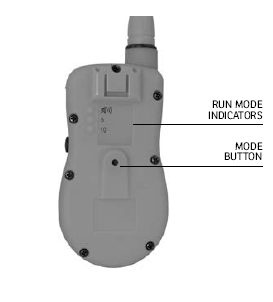 RUN MODE
INDICATORS
MODE
BUTTON